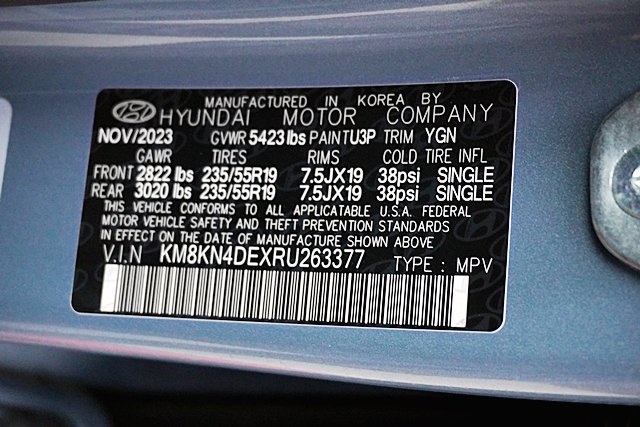 MANUFACTURED IN KOREA BY
HYUNDAI MOTOR COMPANY
NOV/2023 GVWR 5423 lbs PAINT U3P TRIM YGN
GAWR TIRES RIMS COLD TIRE INFL
FRONT 2822 lbs 235/55R19 7.5JX19 38psi SINGLE
REAR 3020 lbs 235/55R19 7.5JX19 38psi SINGLE
THIS VEHICLE CONFORMS TO ALL APPLICATABLE U.S.A. FEDERAL
MOTOR VEHICLE SAFETY AND THEFT PREVENTION STANDARDS
IN EFFECT ON THE DATE OF MANUFACTURE SHOWN ABOVE
V.I.N KM8KN4DEXRU263377 TYPE : MPV